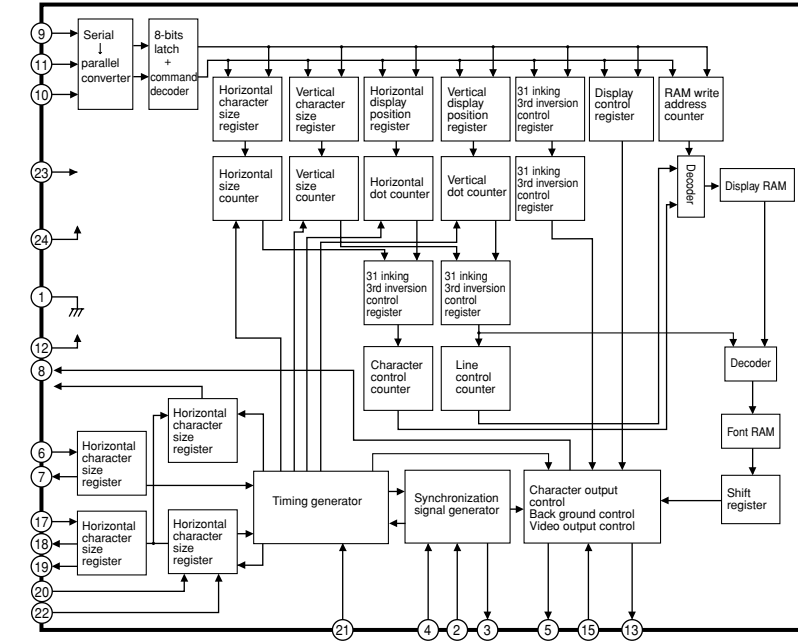 9
11
10
23
24
1
12
8
6
7
17
18
19
20
22
Serial
↓
parallel
converter
8-bits
latch
+
command
decoder
Horizontal
character
size
register
Vertical
character
size
register
Horizontal
display
position
register
Vertical
display
position
register
31 inking
3rd inversion
control
register
Display
control
register
RAM write
address
counter
Horizontal
size
counter
Vertical
size
counter
Horizontal
dot counter
Vertical
dot counter
31 inking
3rd inversion
control
register
Decoder
Display RAM
31 inking
3rd inversion
control
register
31 inking
3rd inversion
control
register
Character
control
counter
Line
control
counter
Decoder
Font RAM
Shift
register
Horizontal
character
size
register
Horizontal
character
size
register
Horizontal
character
size
register
Horizontal
character
size
register
Timing generator
Synchronization
signal generator
Character output
control
Back ground control
Video output control
21
4
2
3
5
15
13